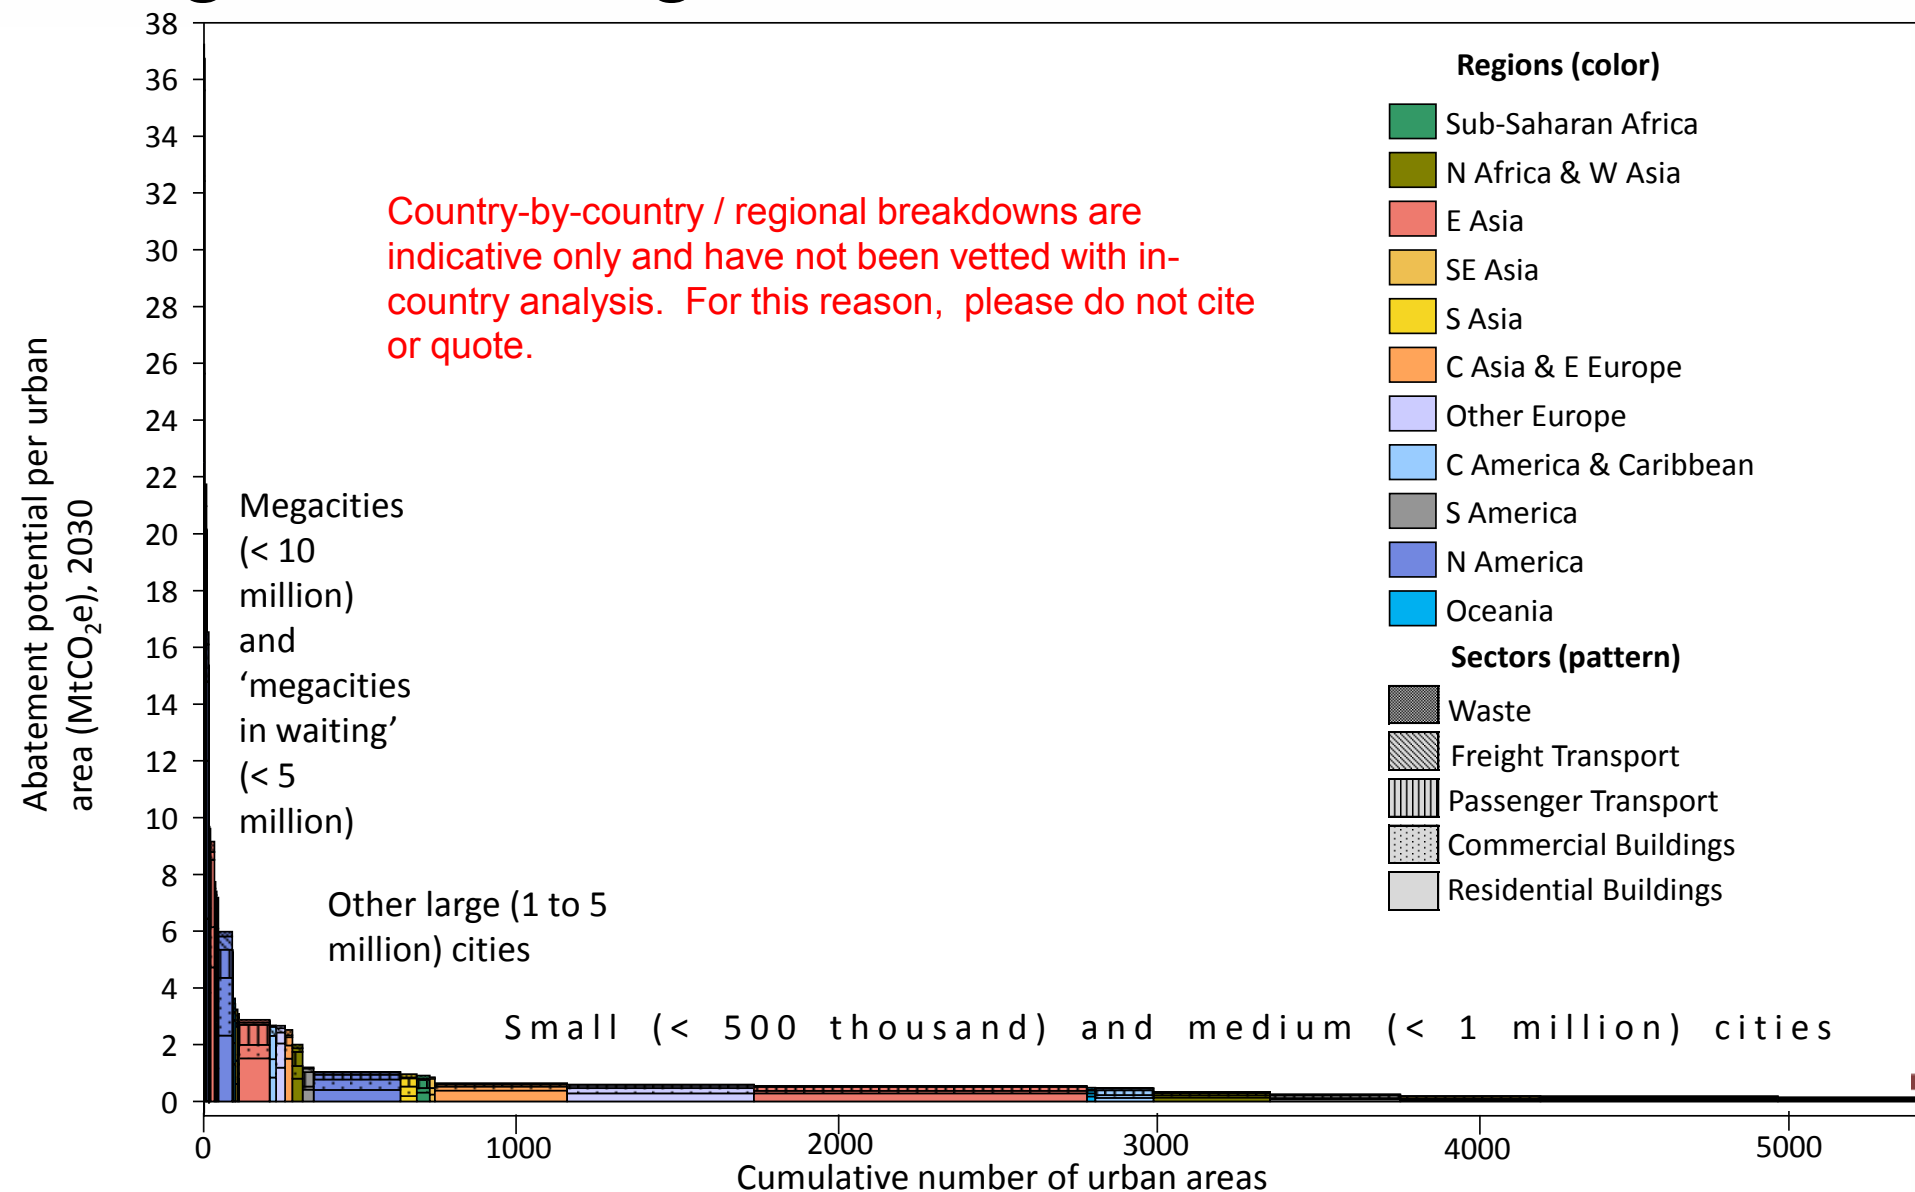 38
36
34
32
30
28
26
24
22
20
18
16
14
12
10
8
6
4
2
0
Abatement potential per urban
area (MtCO₂e), 2030
Country-by-country / regional breakdowns are
indicative only and have not been vetted with in-
country analysis. For this reason, please do not cite
or quote.
Megacities
(< 10
million)
and
‘megacities
in waiting’
(< 5
million)
Other large (1 to 5
million) cities
Small (< 500 thousand) and medium (< 1 million) cities
Regions (color)
Sub-Saharan Africa
N Africa & W Asia
E Asia
SE Asia
S Asia
C Asia & E Europe
Other Europe
C America & Caribbean
S America
N America
Oceania
Sectors (pattern)
Waste
Freight Transport
Passenger Transport
Commercial Buildings
Residential Buildings
0 1000 2000 3000 4000 5000
Cumulative number of urban areas